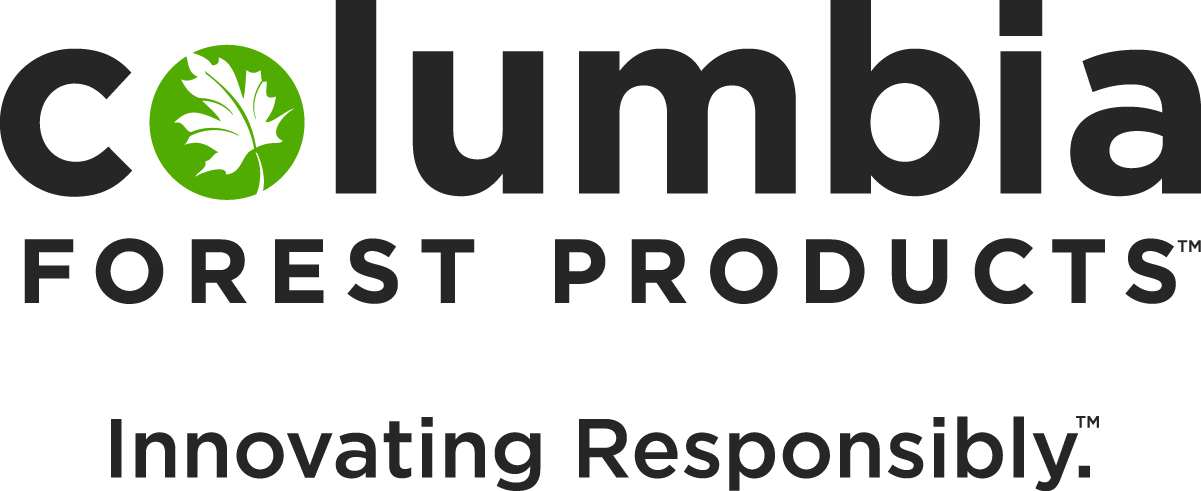 columbia
FOREST PRODUCTS™
Innovating Responsibly.™